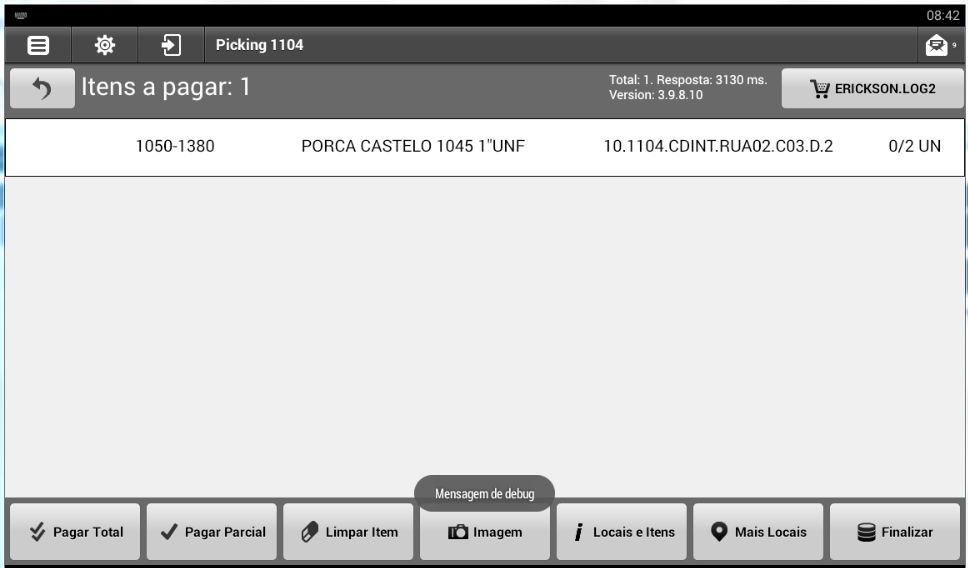 08:42
Picking 1104
9
Itens a pagar: 1
Total: 1. Resposta: 3130 ms.
Version: 3.9.8.10
ERICKSON.LOG2
1050-1380 PORCA CASTELO 1045 1"UNF 10.1104.CDINT.RUA02.C03.D.2 0/2 UN
Mensagem de debug
Pagar Total Pagar Parcial Limpar Item Imagem Locais e Itens Mais Locais Finalizar